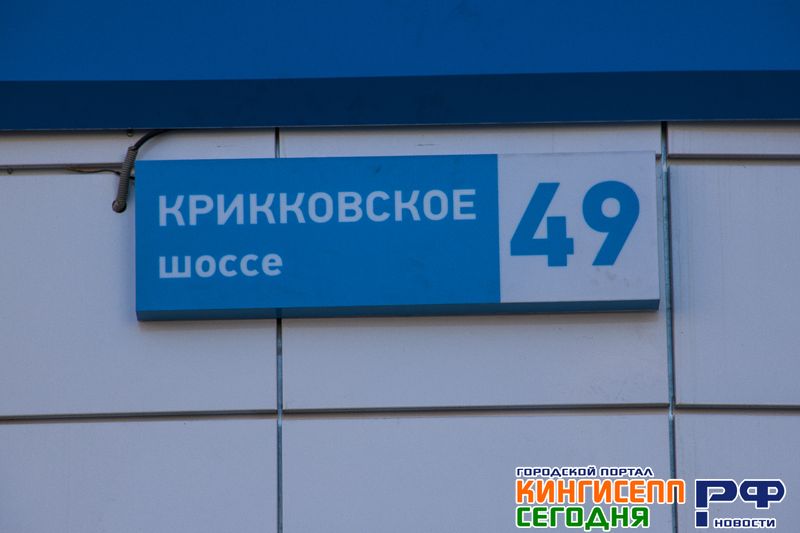 КРИККОВСКОЕ
шоссе
49
ГОРОДСКОЙ ПОРТАЛ
КИНГИСЕПП
СЕГОДНЯ
.РФ
НОВОСТИ